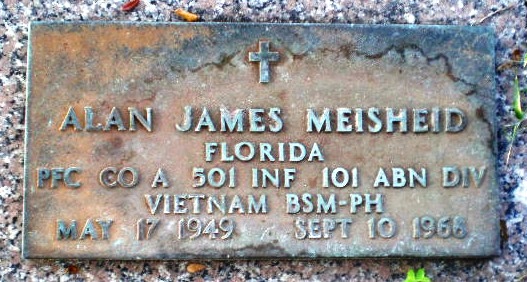 ALAN JAMES MEISHEID
FLORIDA
PFC CO A 501 INF 101 ABN DIV
VIETNAM BSM-PH
MAY 17 1949 SEPT 10 1968